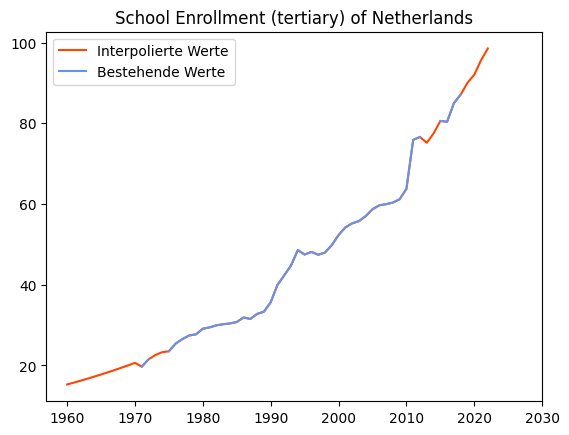 School Enrollment (tertiary) of Netherlands
Interpolierte Werte
Bestehende Werte
100
80
60
40
20
1960 1970 1980 1990 2000 2010 2020 2030